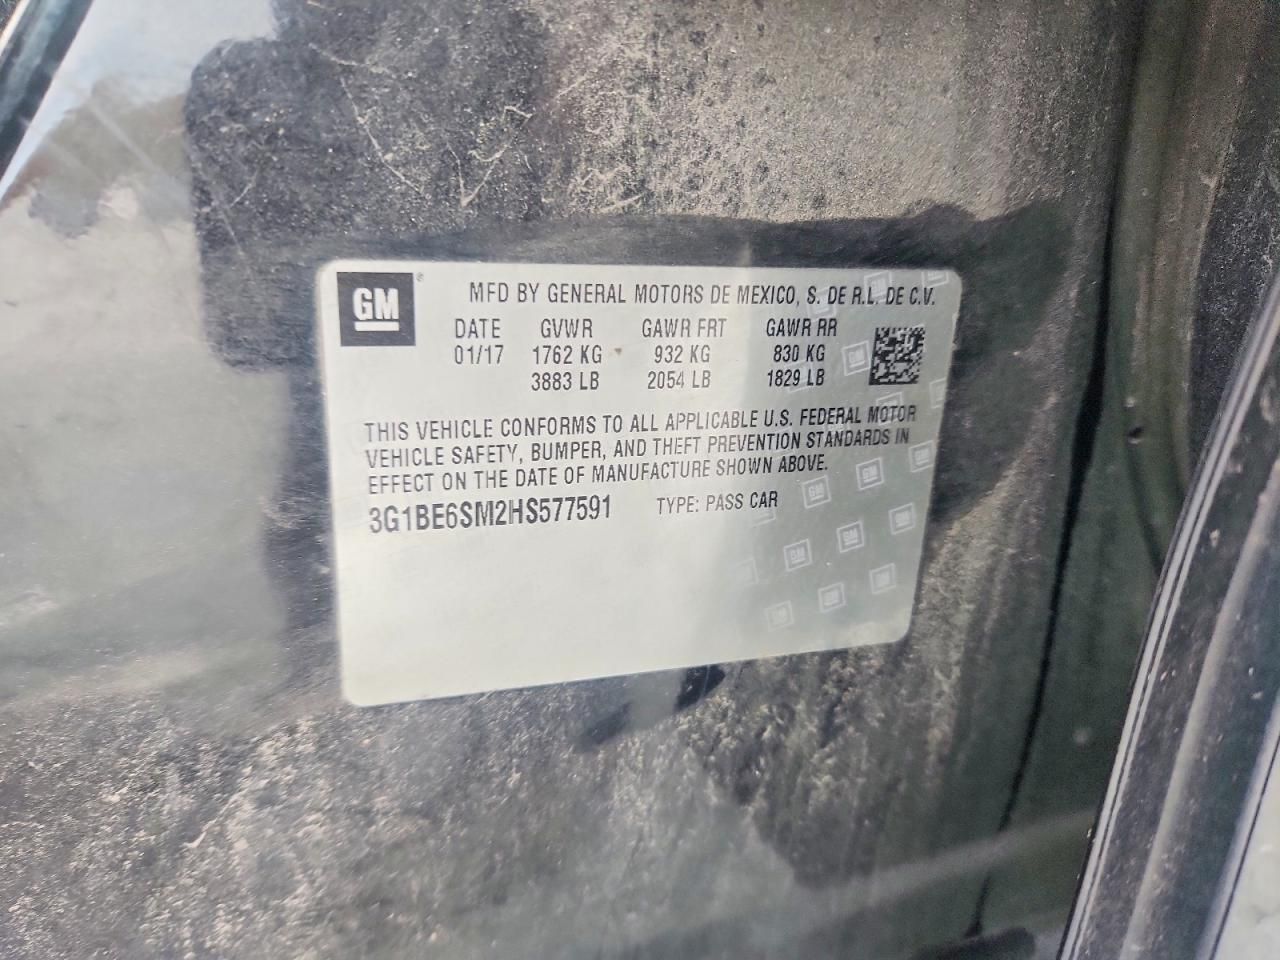 GM ®
MFD BY GENERAL MOTORS DE MEXICO, S. DE R.L. DE C.V.
DATE GVWR GAWR FRT GAWR RR
01/17 1762 KG 932 KG 830 KG
3883 LB 2054 LB 1829 LB
THIS VEHICLE CONFORMS TO ALL APPLICABLE U.S. FEDERAL MOTOR
VEHICLE SAFETY, BUMPER, AND THEFT PREVENTION STANDARDS IN
EFFECT ON THE DATE OF MANUFACTURE SHOWN ABOVE.
3G1BE6SM2HS577591 TYPE: PASS CAR